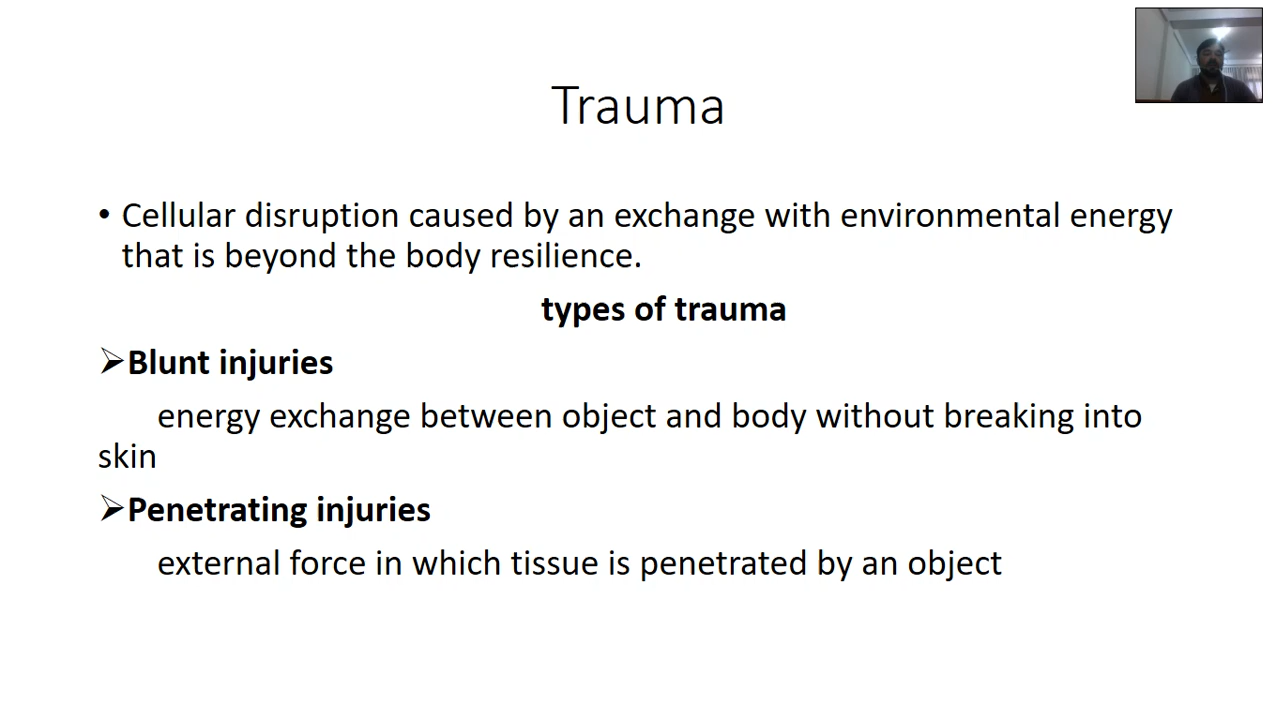 Trauma
• Cellular disruption caused by an exchange with environmental energy
that is beyond the body resilience.
types of trauma
➢Blunt injuries
energy exchange between object and body without breaking into
skin
➢Penetrating injuries
external force in which tissue is penetrated by an object